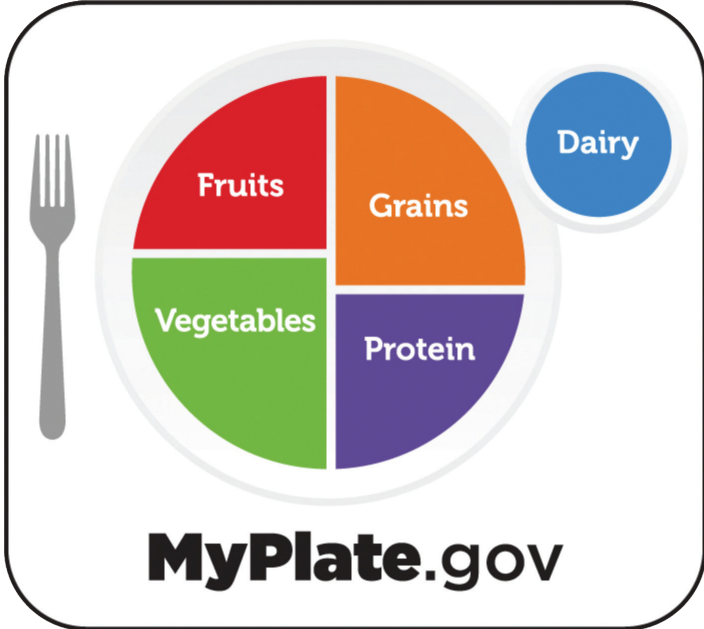 Dairy
Fruits
Grains
Vegetables
Protein
MyPlate.gov